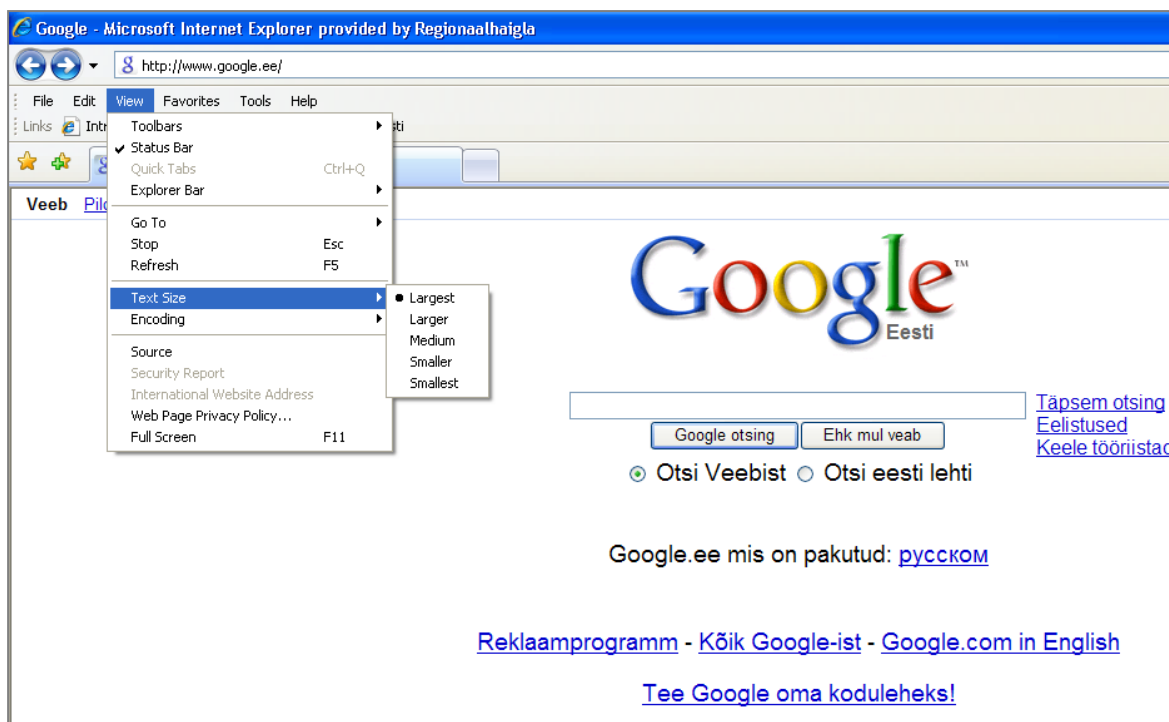 Google - Microsoft Internet Explorer provided by Regionaalhaigla
http://www.google.ee/
File Edit View Favorites Tools Help
Links
Toolbars
Status Bar
Quick Tabs Ctrl+Q
Explorer Bar
Go To
Stop Esc
Refresh F5
Text Size
Encoding
Source
Security Report
International Website Address
Web Page Privacy Policy...
Full Screen F11
Largest
Larger
Medium
Smaller
Smallest
Veeb
Google™
Eesti
Täpsem otsing
Eelistused
Google otsing Ehk mul veab
Keele
Otsi Veebist Otsi eesti lehti
Google.ee mis on pakutud: русском
Reklaamprogramm - Kõik Google-ist - Google.com in English
Tee Google oma koduleheks!